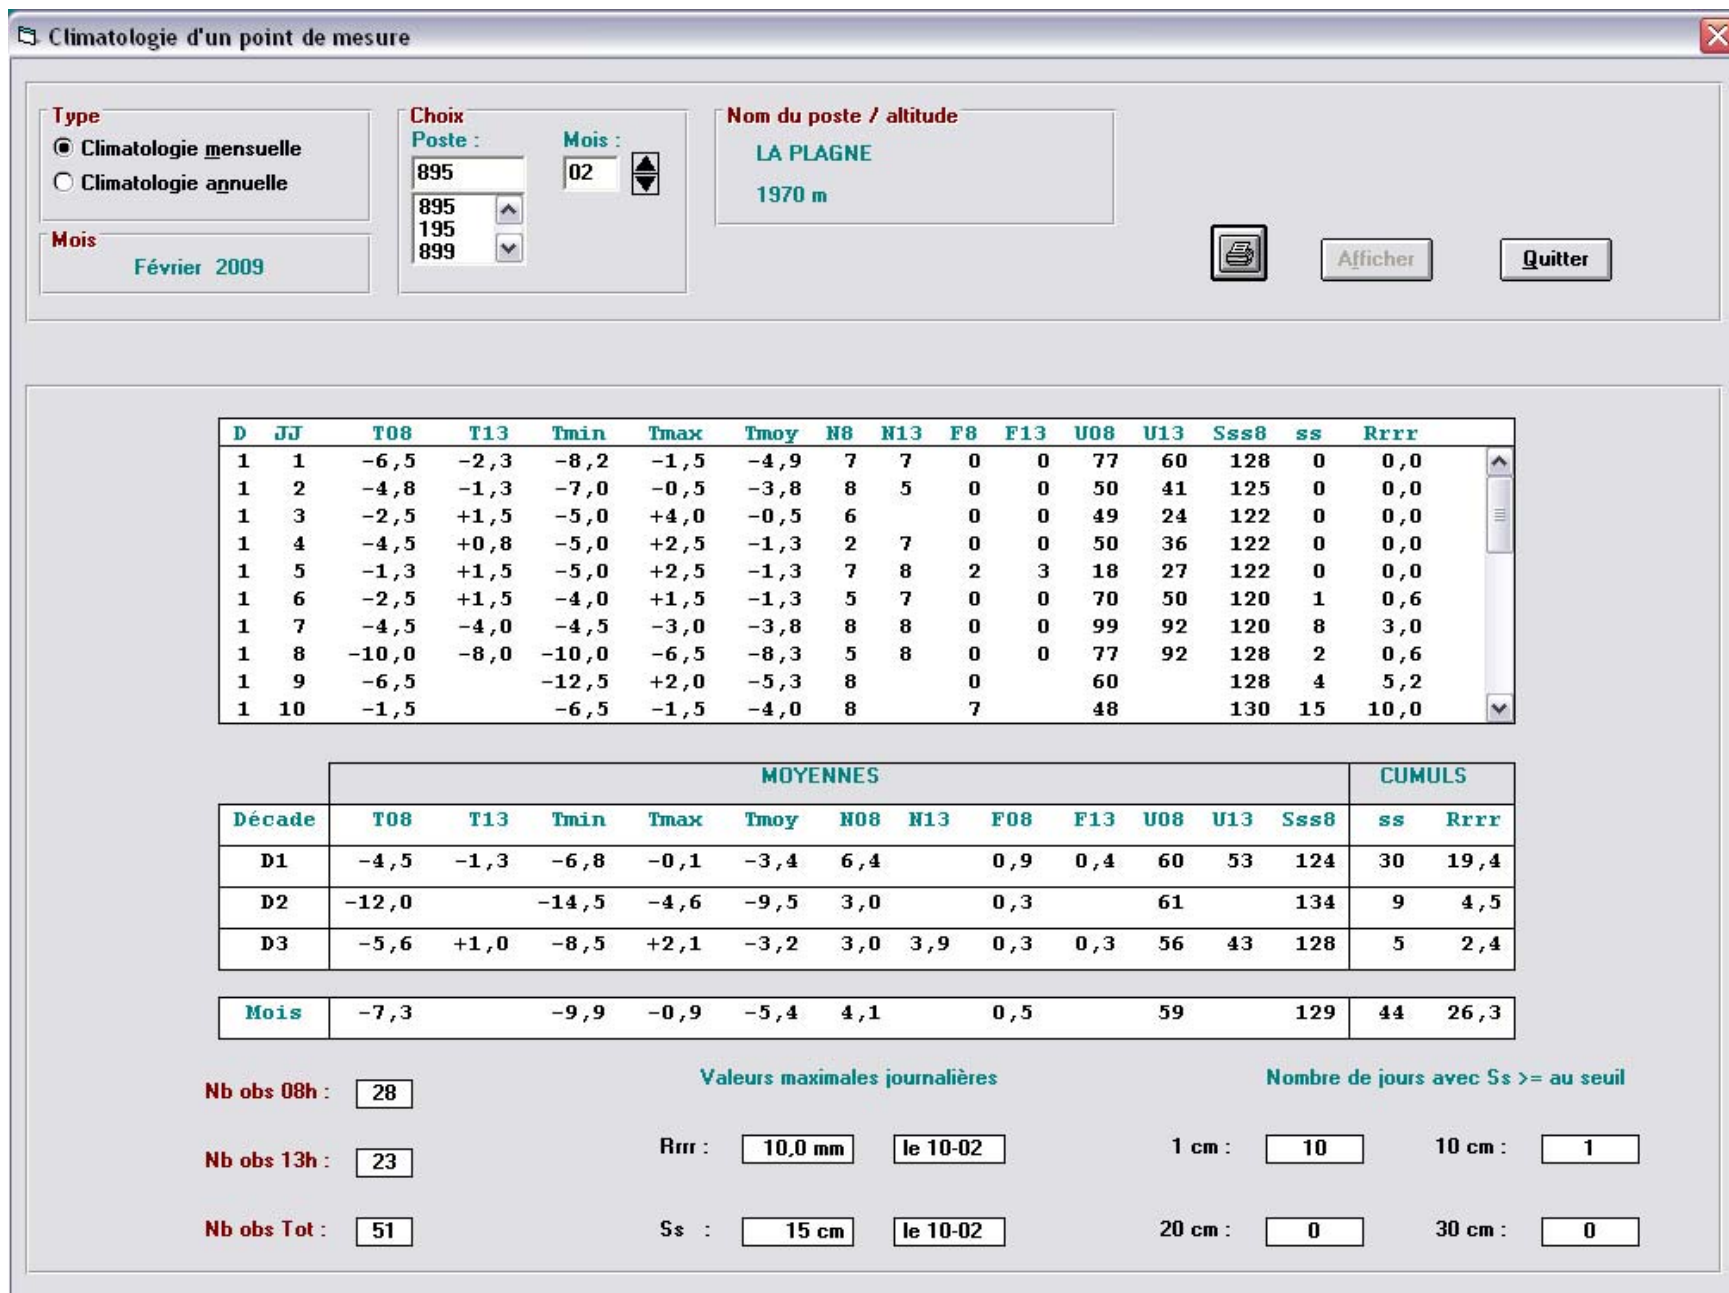 Climatologie d'un point de mesure
Type
Climatologie mensuelle
Climatologie annuelle
Mois
Février 2009
Choix
Poste : Mois :
895 02
895
195
899
Nom du poste / altitude
LA PLAGNE
1970 m
Afficher Quitter
D JJ T08 T13 Tmin Tmax Tmoy N8 N13 F8 F13 U08 U13 Sss8 ss Rrrr
1 1 -6,5 -2,3 -8,2 -1,5 -4,9 7 7 0 0 77 60 128 0 0,0
1 2 -4,8 -1,3 -7,0 -0,5 -3,8 8 5 0 0 50 41 125 0 0,0
1 3 -2,5 +1,5 -5,0 +4,0 -0,5 6 0 0 49 24 122 0 0,0
1 4 -4,5 +0,8 -5,0 +2,5 -1,3 2 7 0 0 50 36 122 0 0,0
1 5 -1,3 +1,5 -5,0 +2,5 -1,3 7 8 2 3 18 27 122 0 0,0
1 6 -2,5 +1,5 -4,0 +1,5 -1,3 5 7 0 0 70 50 120 1 0,6
1 7 -4,5 -4,0 -4,5 -3,0 -3,8 8 8 0 0 99 92 120 8 3,0
1 8 -10,0 -8,0 -10,0 -6,5 -8,3 5 8 0 0 77 92 128 2 0,6
1 9 -6,5 -12,5 +2,0 -5,3 8 0 60 128 4 5,2
1 10 -1,5 -6,5 -1,5 -4,0 8 7 48 130 15 10,0
MOYENNES CUMULS
Décade T08 T13 Tmin Tmax Tmoy N08 N13 F08 F13 U08 U13 Sss8 ss Rrrr
D1 -4,5 -1,3 -6,8 -0,1 -3,4 6,4 0,9 0,4 60 53 124 30 19,4
D2 -12,0 -14,5 -4,6 -9,5 3,0 0,3 61 134 9 4,5
D3 -5,6 +1,0 -8,5 +2,1 -3,2 3,0 3,9 0,3 0,3 56 43 128 5 2,4
Mois -7,3 -9,9 -0,9 -5,4 4,1 0,5 59 129 44 26,3
Nb obs 08h : 28
Nb obs 13h : 23
Nb obs Tot : 51
Valeurs maximales journalières
Rrrr : 10,0 mm le 10-02
Ss : 15 cm le 10-02
Nombre de jours avec Ss >= au seuil
1 cm : 10 10 cm : 1
20 cm : 0 30 cm : 0